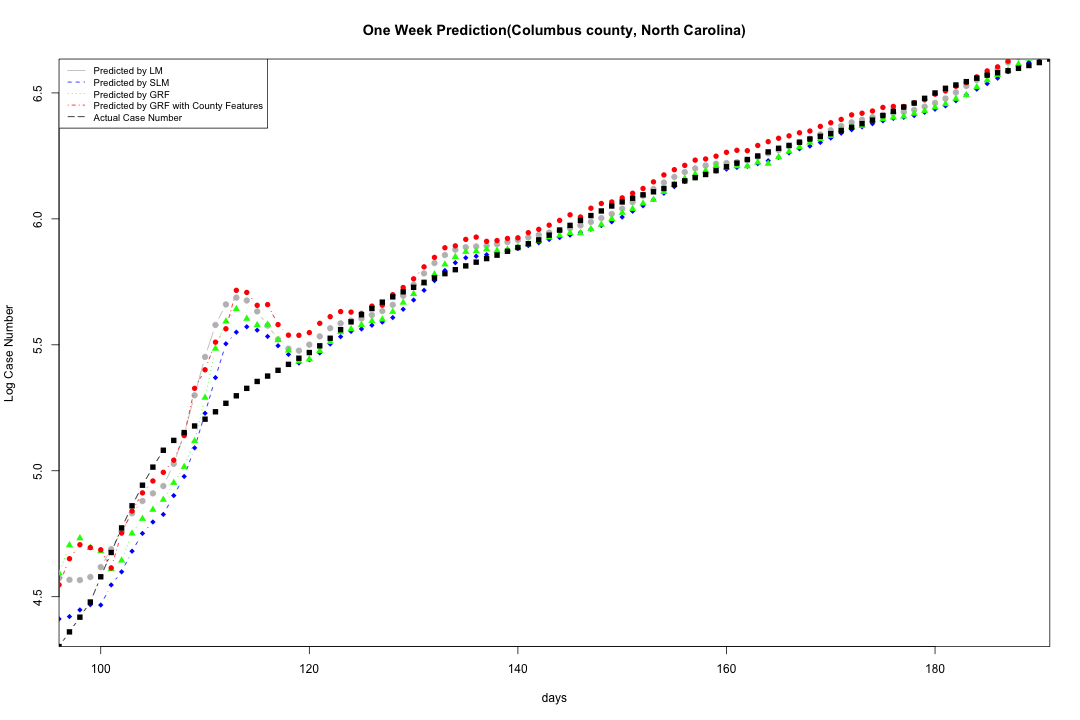 One Week Prediction(Columbus county, North Carolina)
Predicted by LM
Predicted by SLM
Predicted by GRF
Predicted by GRF with County Features
Actual Case Number
Log Case Number
6.5
6.0
5.5
5.0
4.5
100 120 140 160 180
days